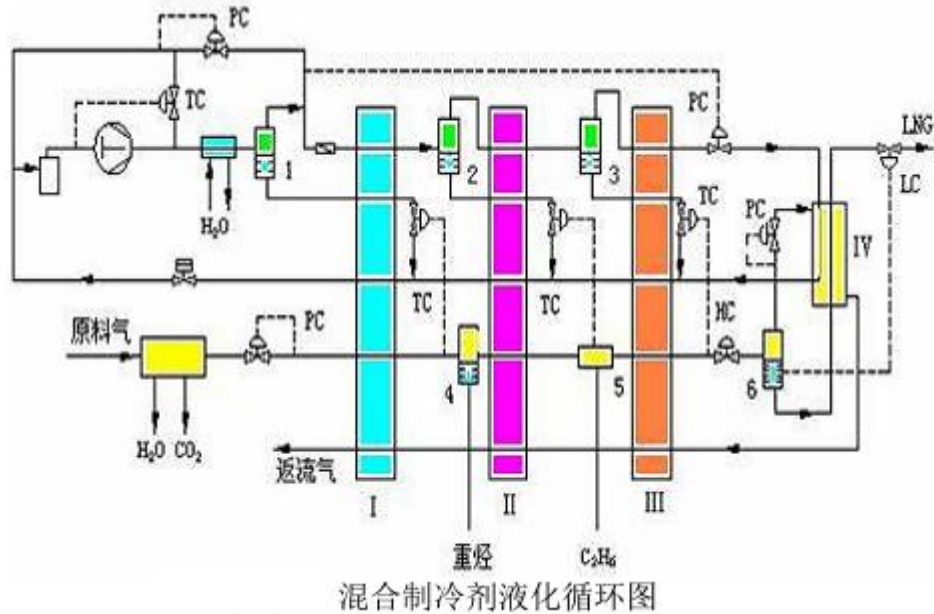 PC
TC
PC
LNG
1
2
3
LC
TC
PC
IV
H₂O
TC
TC
HC
原料气
PC
4
5
6
H₂O
CO₂
返流气
I
II
III
重烃
C₂H₆
混合制冷剂液化循环图